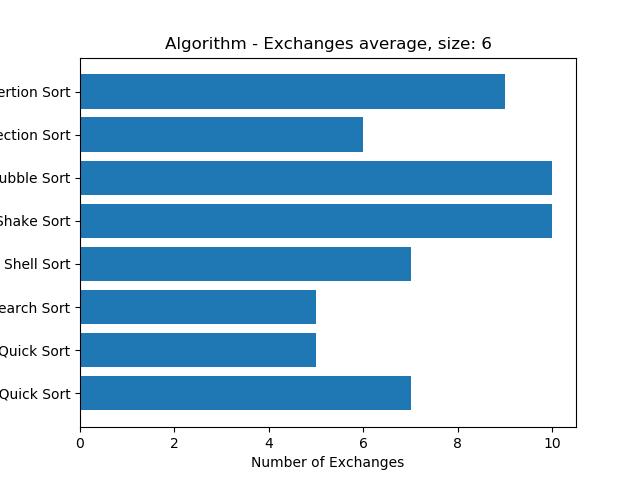 Algorithm - Exchanges average, size: 6
ertion Sort
ection Sort
ubble Sort
Shake Sort
Shell Sort
earch Sort
Quick Sort
Quick Sort
0 2 4 6 8 10
Number of Exchanges